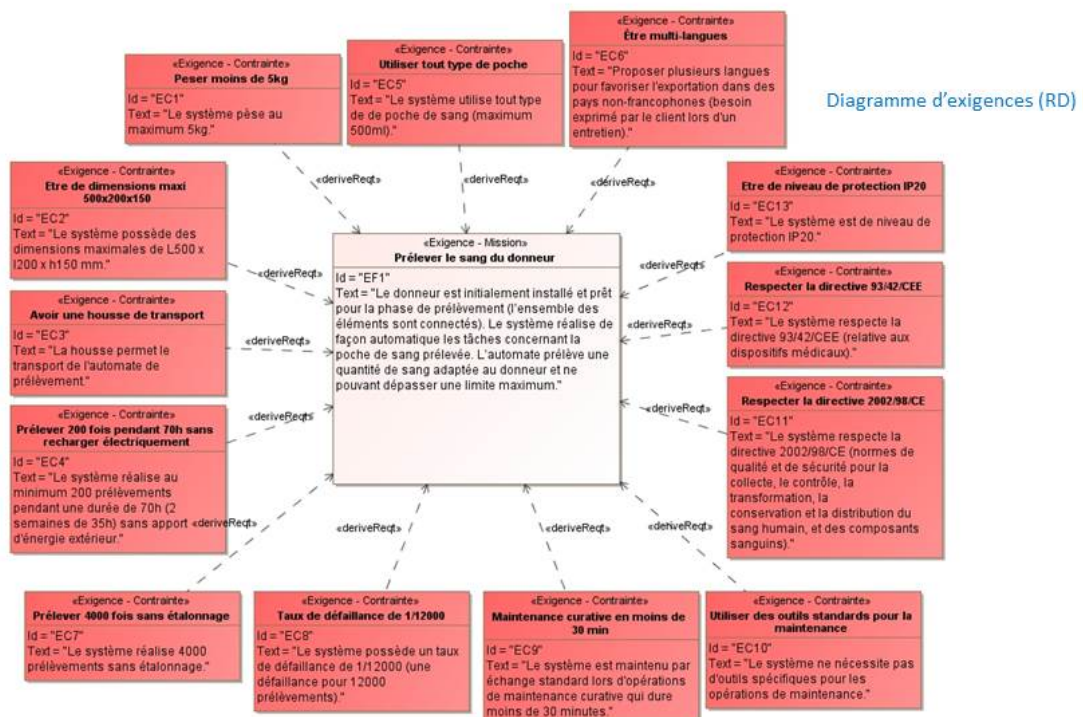 Diagramme d'exigences (RD)
«Exigence - Contrainte»
Peser moins de 5kg
Id = "EC1"
Text = "Le système pèse au
maximum 5kg."
«Exigence - Contrainte»
Utiliser tout type de poche
Id = "EC5"
Text = "Le système utilise tout type
de de poche de sang (maximum
500ml)."
«Exigence - Contrainte»
Être multi-langues
Id = "EC6"
Text = "Proposer plusieurs langues
pour favoriser l'exportation dans des
pays non-francophones (besoin
exprimé par le client lors d'un
entretien)."
«Exigence - Contrainte»
Etre de dimensions maxi
500x200x150
Id = "EC2"
Text = "Le système possède des
dimensions maximales de L500 x
l200 x h150 mm."
«Exigence - Contrainte»
Avoir une housse de transport
Id = "EC3"
Text = "La housse permet le
transport de l'automate de
prélèvement."
«Exigence - Contrainte»
Prélever 200 fois pendant 70h sans
recharger électriquement
Id = "EC4"
Text = "Le système réalise au
minimum 200 prélèvements
pendant une durée de 70h (2
semaines de 35h) sans apport
d'énergie extérieur."
«Exigence - Mission»
Prélever le sang du donneur
Id = "EF1"
Text = "Le donneur est initialement installé et prêt
pour la phase de prélèvement (l'ensemble des
éléments sont connectés). Le système réalise de
façon automatique les tâches concernant la
poche de sang prélevée. L'automate prélève une
quantité de sang adaptée au donneur et ne
pouvant dépasser une limite maximum."
«Exigence - Contrainte»
Etre de niveau de protection IP20
Id = "EC13"
Text = "Le système est de niveau de
protection IP20."
«Exigence - Contrainte»
Respecter la directive 93/42/CEE
Id = "EC12"
Text = "Le système respecte la
directive 93/42/CEE (relative aux
dispositifs médicaux)."
«Exigence - Contrainte»
Respecter la directive 2002/98/CE
Id = "EC11"
Text = "Le système respecte la
directive 2002/98/CE (normes de
qualité et de sécurité pour la
collecte, le contrôle, la
transformation, la
conservation et la distribution du
sang humain, et des composants
sanguins)."
«Exigence - Contrainte»
Prélever 4000 fois sans étalonnage
Id = "EC7"
Text = "Le système réalise 4000
prélèvements sans étalonnage."
«Exigence - Contrainte»
Taux de défaillance de 1/12000
Id = "EC8"
Text = "Le système possède un taux
de défaillance de 1/12000 (une
défaillance pour 12000
prélèvements)."
«Exigence - Contrainte»
Maintenance curative en moins de
30 min
Id = "EC9"
Text = "Le système est maintenu par
échange standard lors d'opérations
de maintenance curative qui dure
moins de 30 minutes."
«Exigence - Contrainte»
Utiliser des outils standards pour la
maintenance
Id = "EC10"
Text = "Le système ne nécessite pas
d'outils spécifiques pour les
opérations de maintenance."
«deriveReqt»
«deriveReqt»
«deriveReqt»
«deriveReqt»
«deriveReqt»
«deriveReqt»
«deriveReqt»
«deriveReqt»
«deriveReqt»
«deriveReqt»
«deriveReqt»
«deriveReqt»
«deriveReqt»